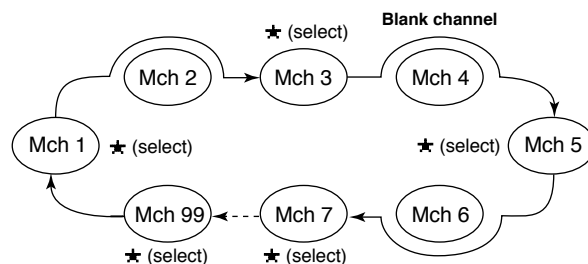 ★ (select)
Blank channel
Mch 2
Mch 3
Mch 4
Mch 1
★ (select)
★ (select)
Mch 5
Mch 99
Mch 7
Mch 6
★ (select)
★ (select)